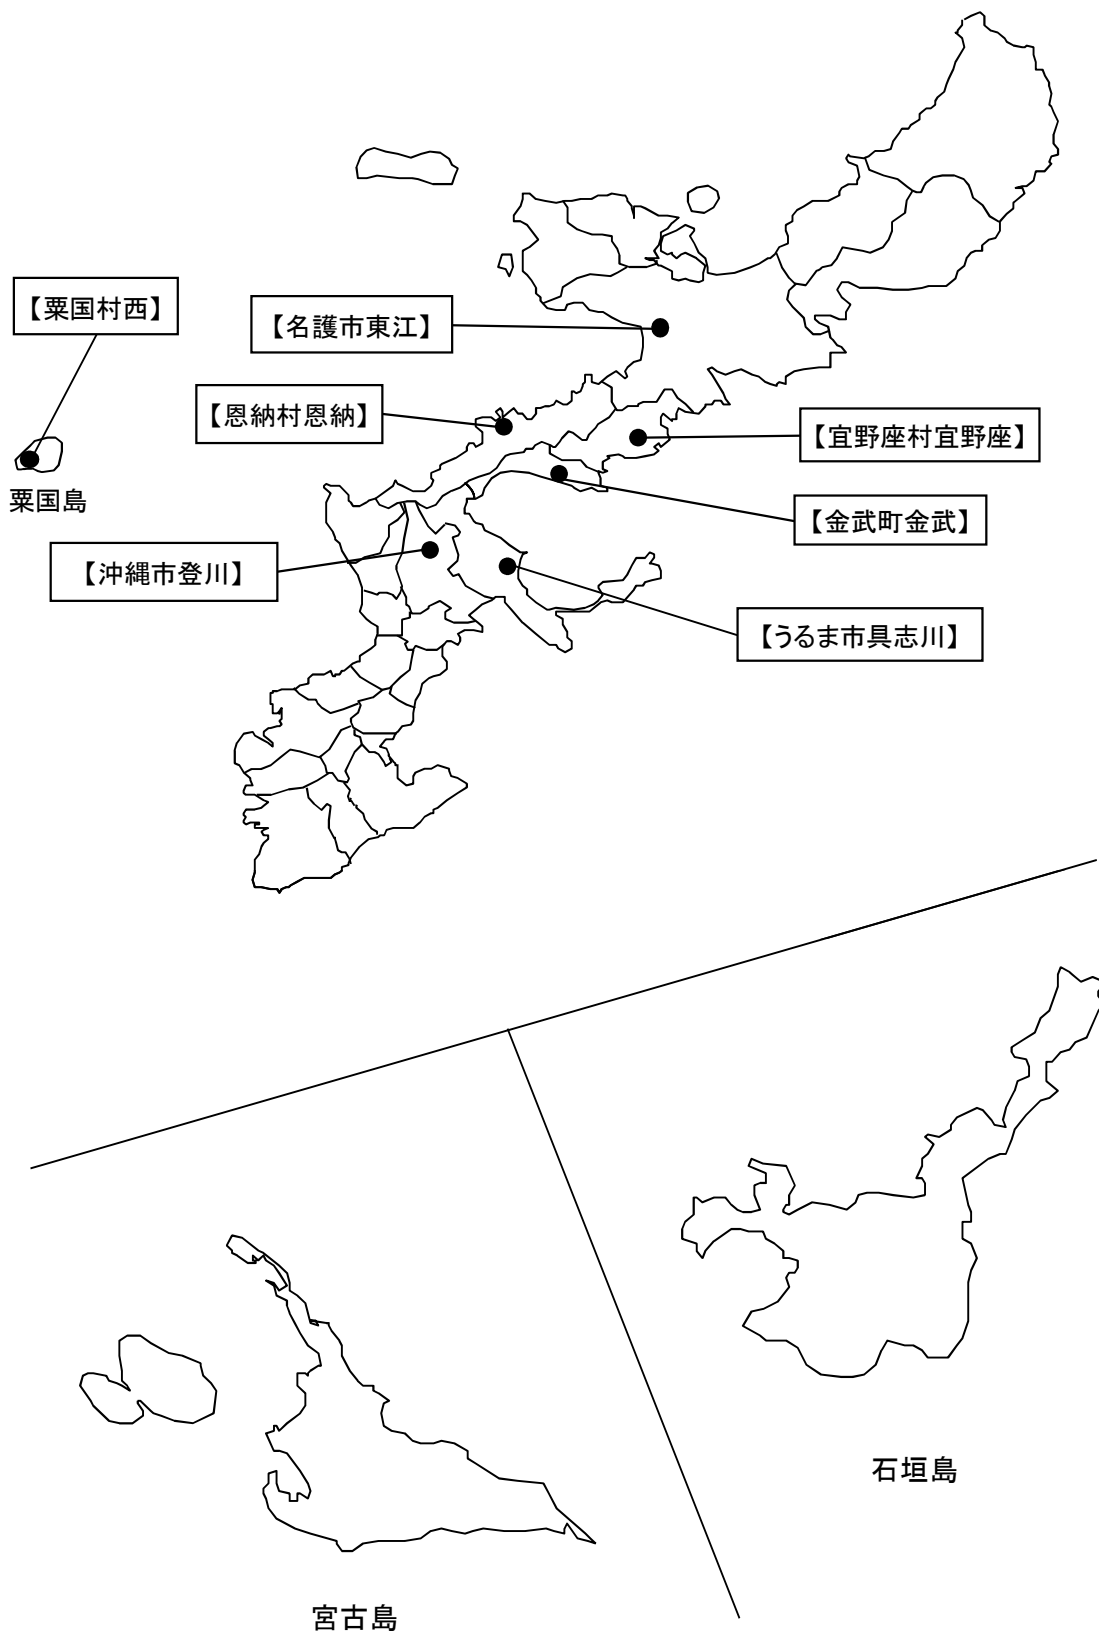 【粟国村西】
【名護市東江】
【恩納村恩納】
【宜野座村宜野座】
粟国島
【金武町金武】
【沖縄市登川】
【うるま市具志川】
石垣島
宮古島